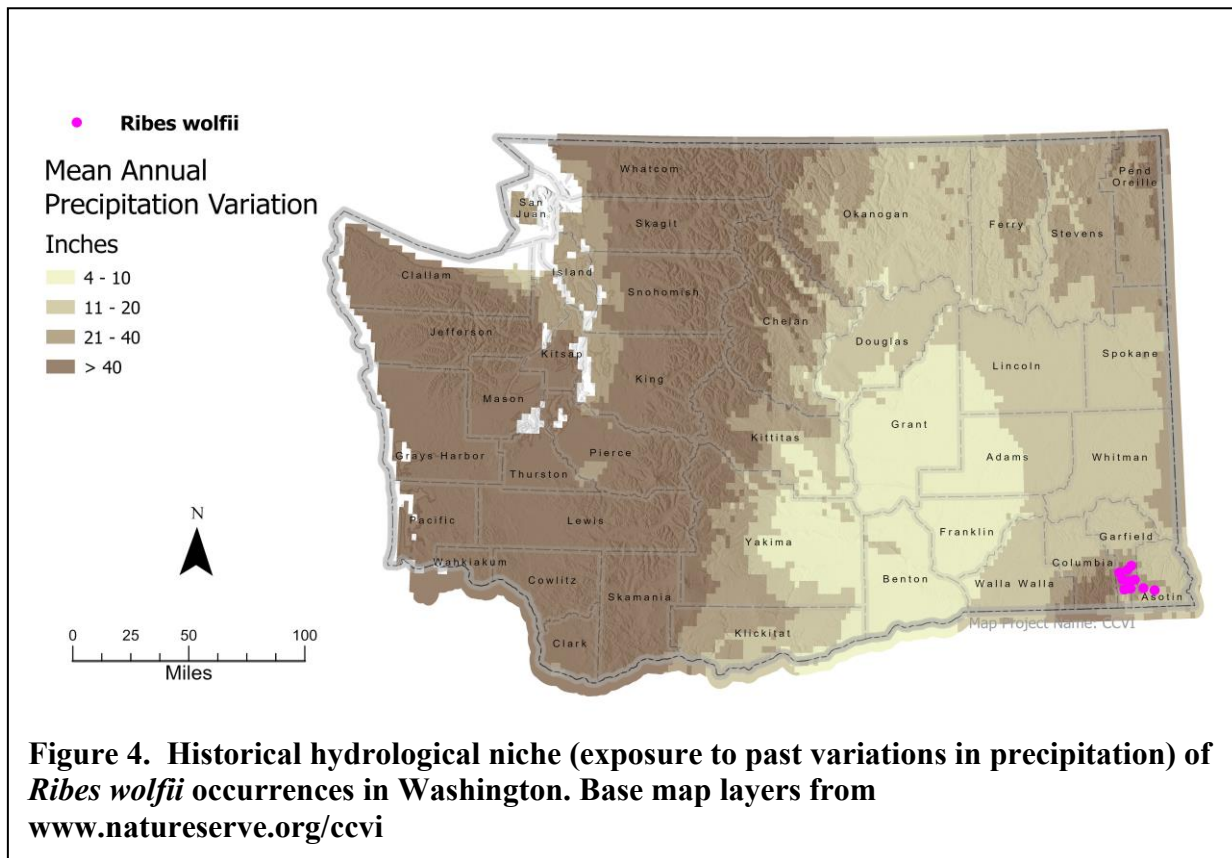 Ribes wolfii
Mean Annual
Precipitation Variation
Inches
4 - 10
11 - 20
21 - 40
> 40
Whatcom
San
Juan
Skagit
Okanogan
Ferry
Stevens
Pend
Oreille
Clallam
Island
Snohomish
Chelan
Jefferson
Kitsap
King
Douglas
Lincoln
Spokane
Mason
Grays Harbor
Thurston
Pierce
Kittitas
Grant
Adams
Whitman
Pacific
Lewis
Yakima
Franklin
Garfield
Wahkiakum
Cowlitz
Skamania
Benton
Walla Walla
Columbia
Asotin
Clark
Klickitat
Map Project Name: CCVI
N
0 25 50 100
Miles
Figure 4. Historical hydrological niche (exposure to past variations in precipitation) of
Ribes wolfii occurrences in Washington. Base map layers from
www.natureserve.org/ccvi